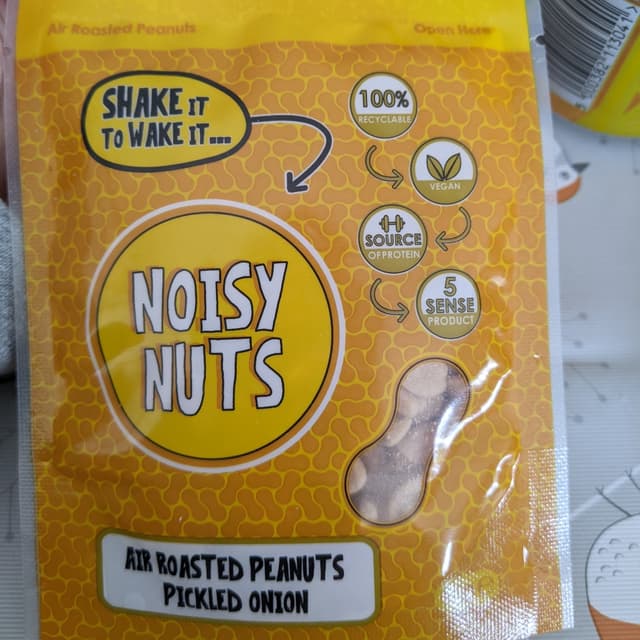 Air Roasted Peanuts
Open Here
SHAKE IT
TO WAKE IT...
100%
RECYCLABLE
VEGAN
SOURCE
OF PROTEIN
5
SENSE
PRODUCT
NOISY
NUTS
AIR ROASTED PEANUTS
PICKLED ONION